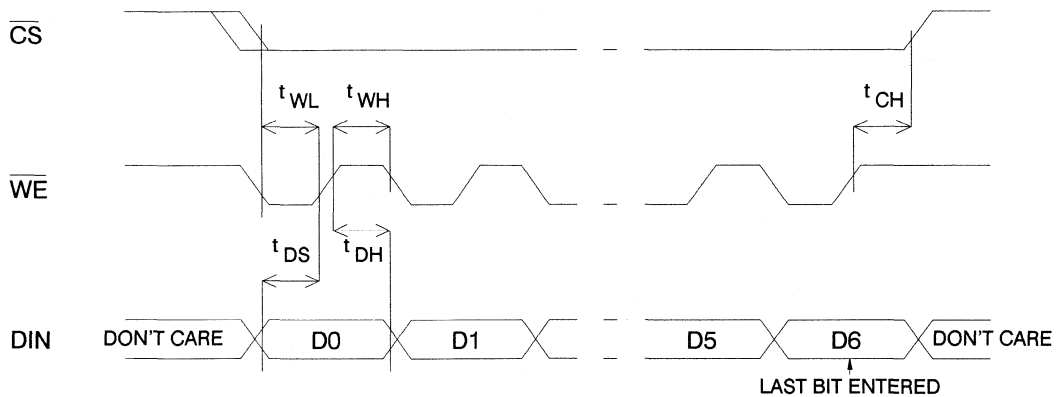 CS
t WL
t WH
t CH
WE
t DS
t DH
DIN
DON'T CARE
D0
D1
D5
D6
DON'T CARE
LAST BIT ENTERED